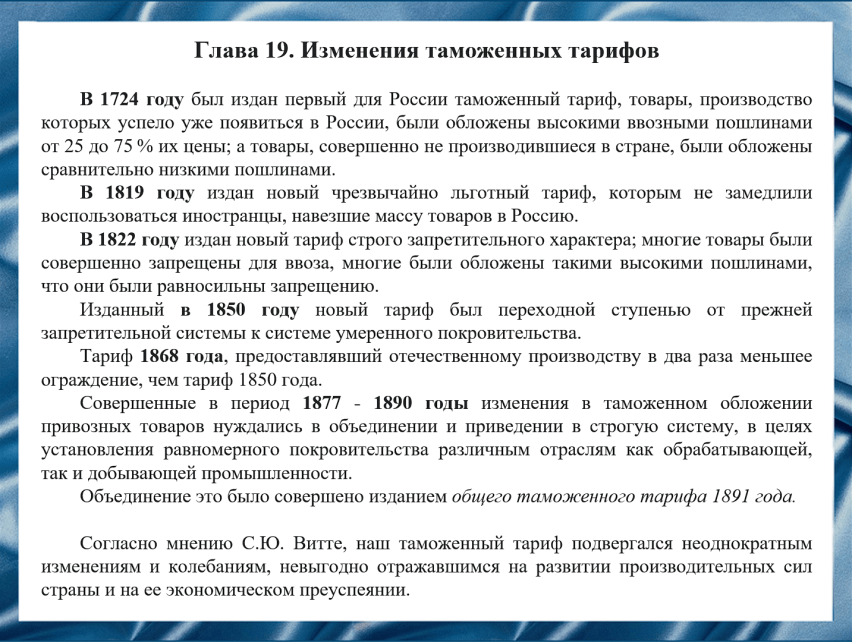 Глава 19. Изменения таможенных тарифов
В 1724 году был издан первый для России таможенный тариф, товары, производство
которых успело уже появиться в России, были обложены высокими ввозными пошлинами
от 25 до 75 % их цены; а товары, совершенно не производившиеся в стране, были обложены
сравнительно низкими пошлинами.
В 1819 году издан новый чрезвычайно льготный тариф, которым не замедлили
воспользоваться иностранцы, навезшие массу товаров в Россию.
В 1822 году издан новый тариф строго запретительного характера; многие товары были
совершенно запрещены для ввоза, многие были обложены такими высокими пошлинами,
что они были равносильны запрещению.
Изданный в 1850 году новый тариф был переходной ступенью от прежней
запретительной системы к системе умеренного покровительства.
Тариф 1868 года, предоставлявший отечественному производству в два раза меньшее
ограждение, чем тариф 1850 года.
Совершенные в период 1877 - 1890 годы изменения в таможенном обложении
привозных товаров нуждались в объединении и приведении в строгую систему, в целях
установления равномерного покровительства различным отраслям как обрабатывающей,
так и добывающей промышленности.
Объединение это было совершено изданием общего таможенного тарифа 1891 года.
Согласно мнению С.Ю. Витте, наш таможенный тариф подвергался неоднократным
изменениям и колебаниям, невыгодно отражавшимся на развитии производительных сил
страны и на ее экономическом преуспеянии.